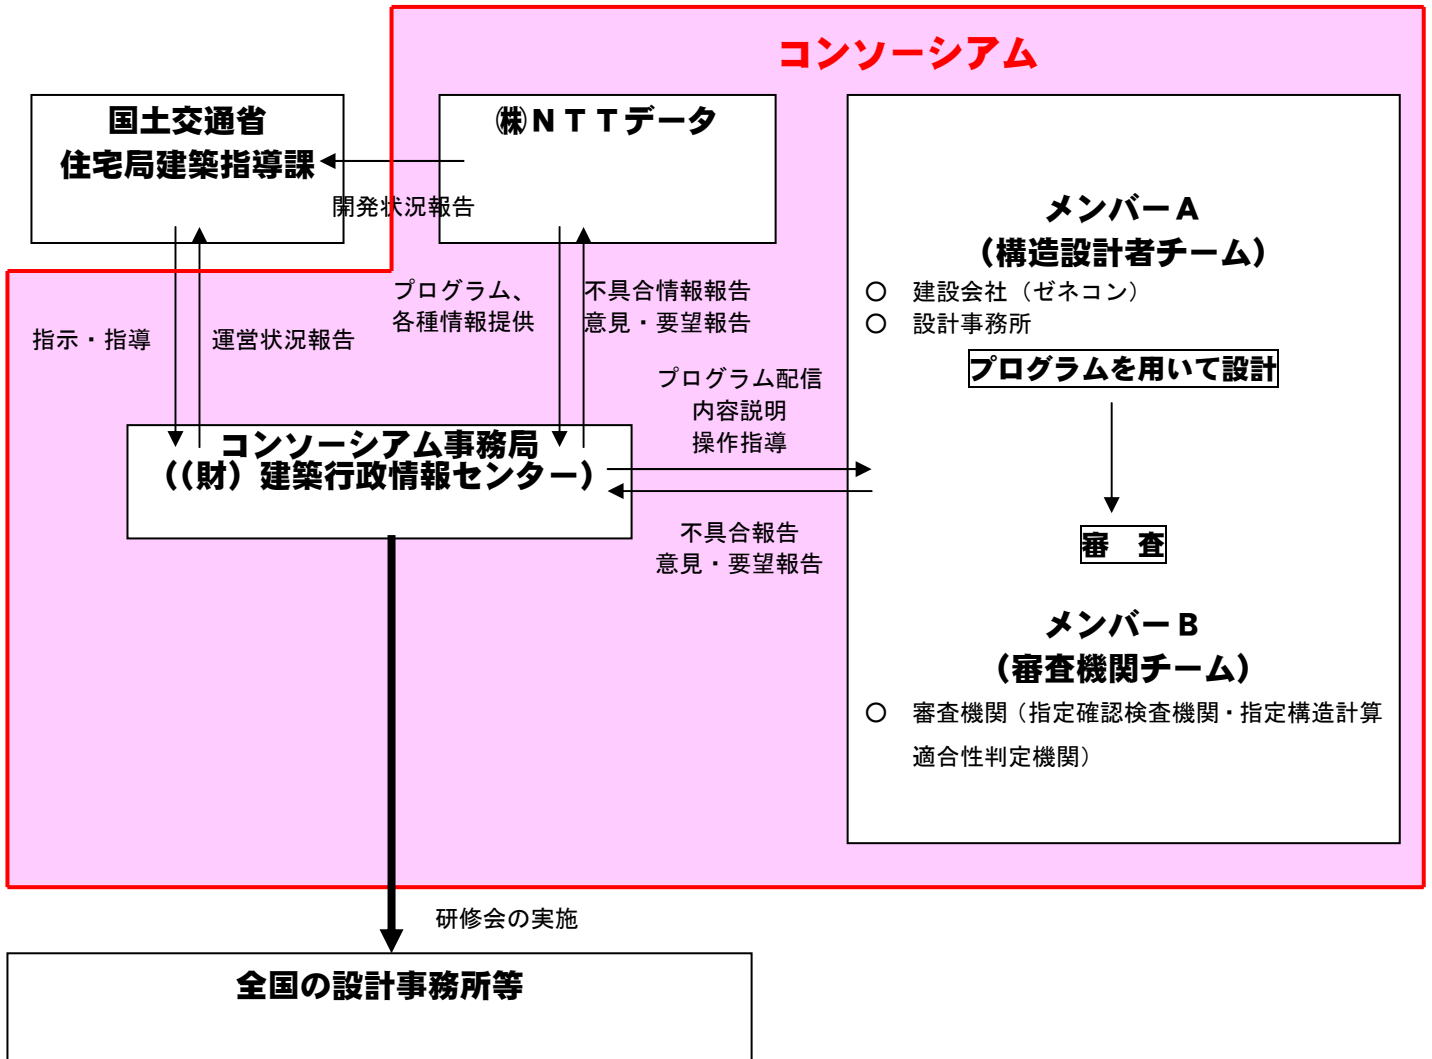 コンソーシアム
国土交通省
住宅局建築指導課
㈱ＮＴＴデータ
開発状況報告
指示・指導
運営状況報告
プログラム、
各種情報提供
不具合情報報告
意見・要望報告
コンソーシアム事務局
（（財）建築行政情報センター）
プログラム配信
内容説明
操作指導
不具合報告
意見・要望報告
メンバーＡ
（構造設計者チーム）
○　建設会社（ゼネコン）
○　設計事務所
プログラムを用いて設計
審　査
メンバーＢ
（審査機関チーム）
○　審査機関（指定確認検査機関・指定構造計算
適合性判定機関）
研修会の実施
全国の設計事務所等